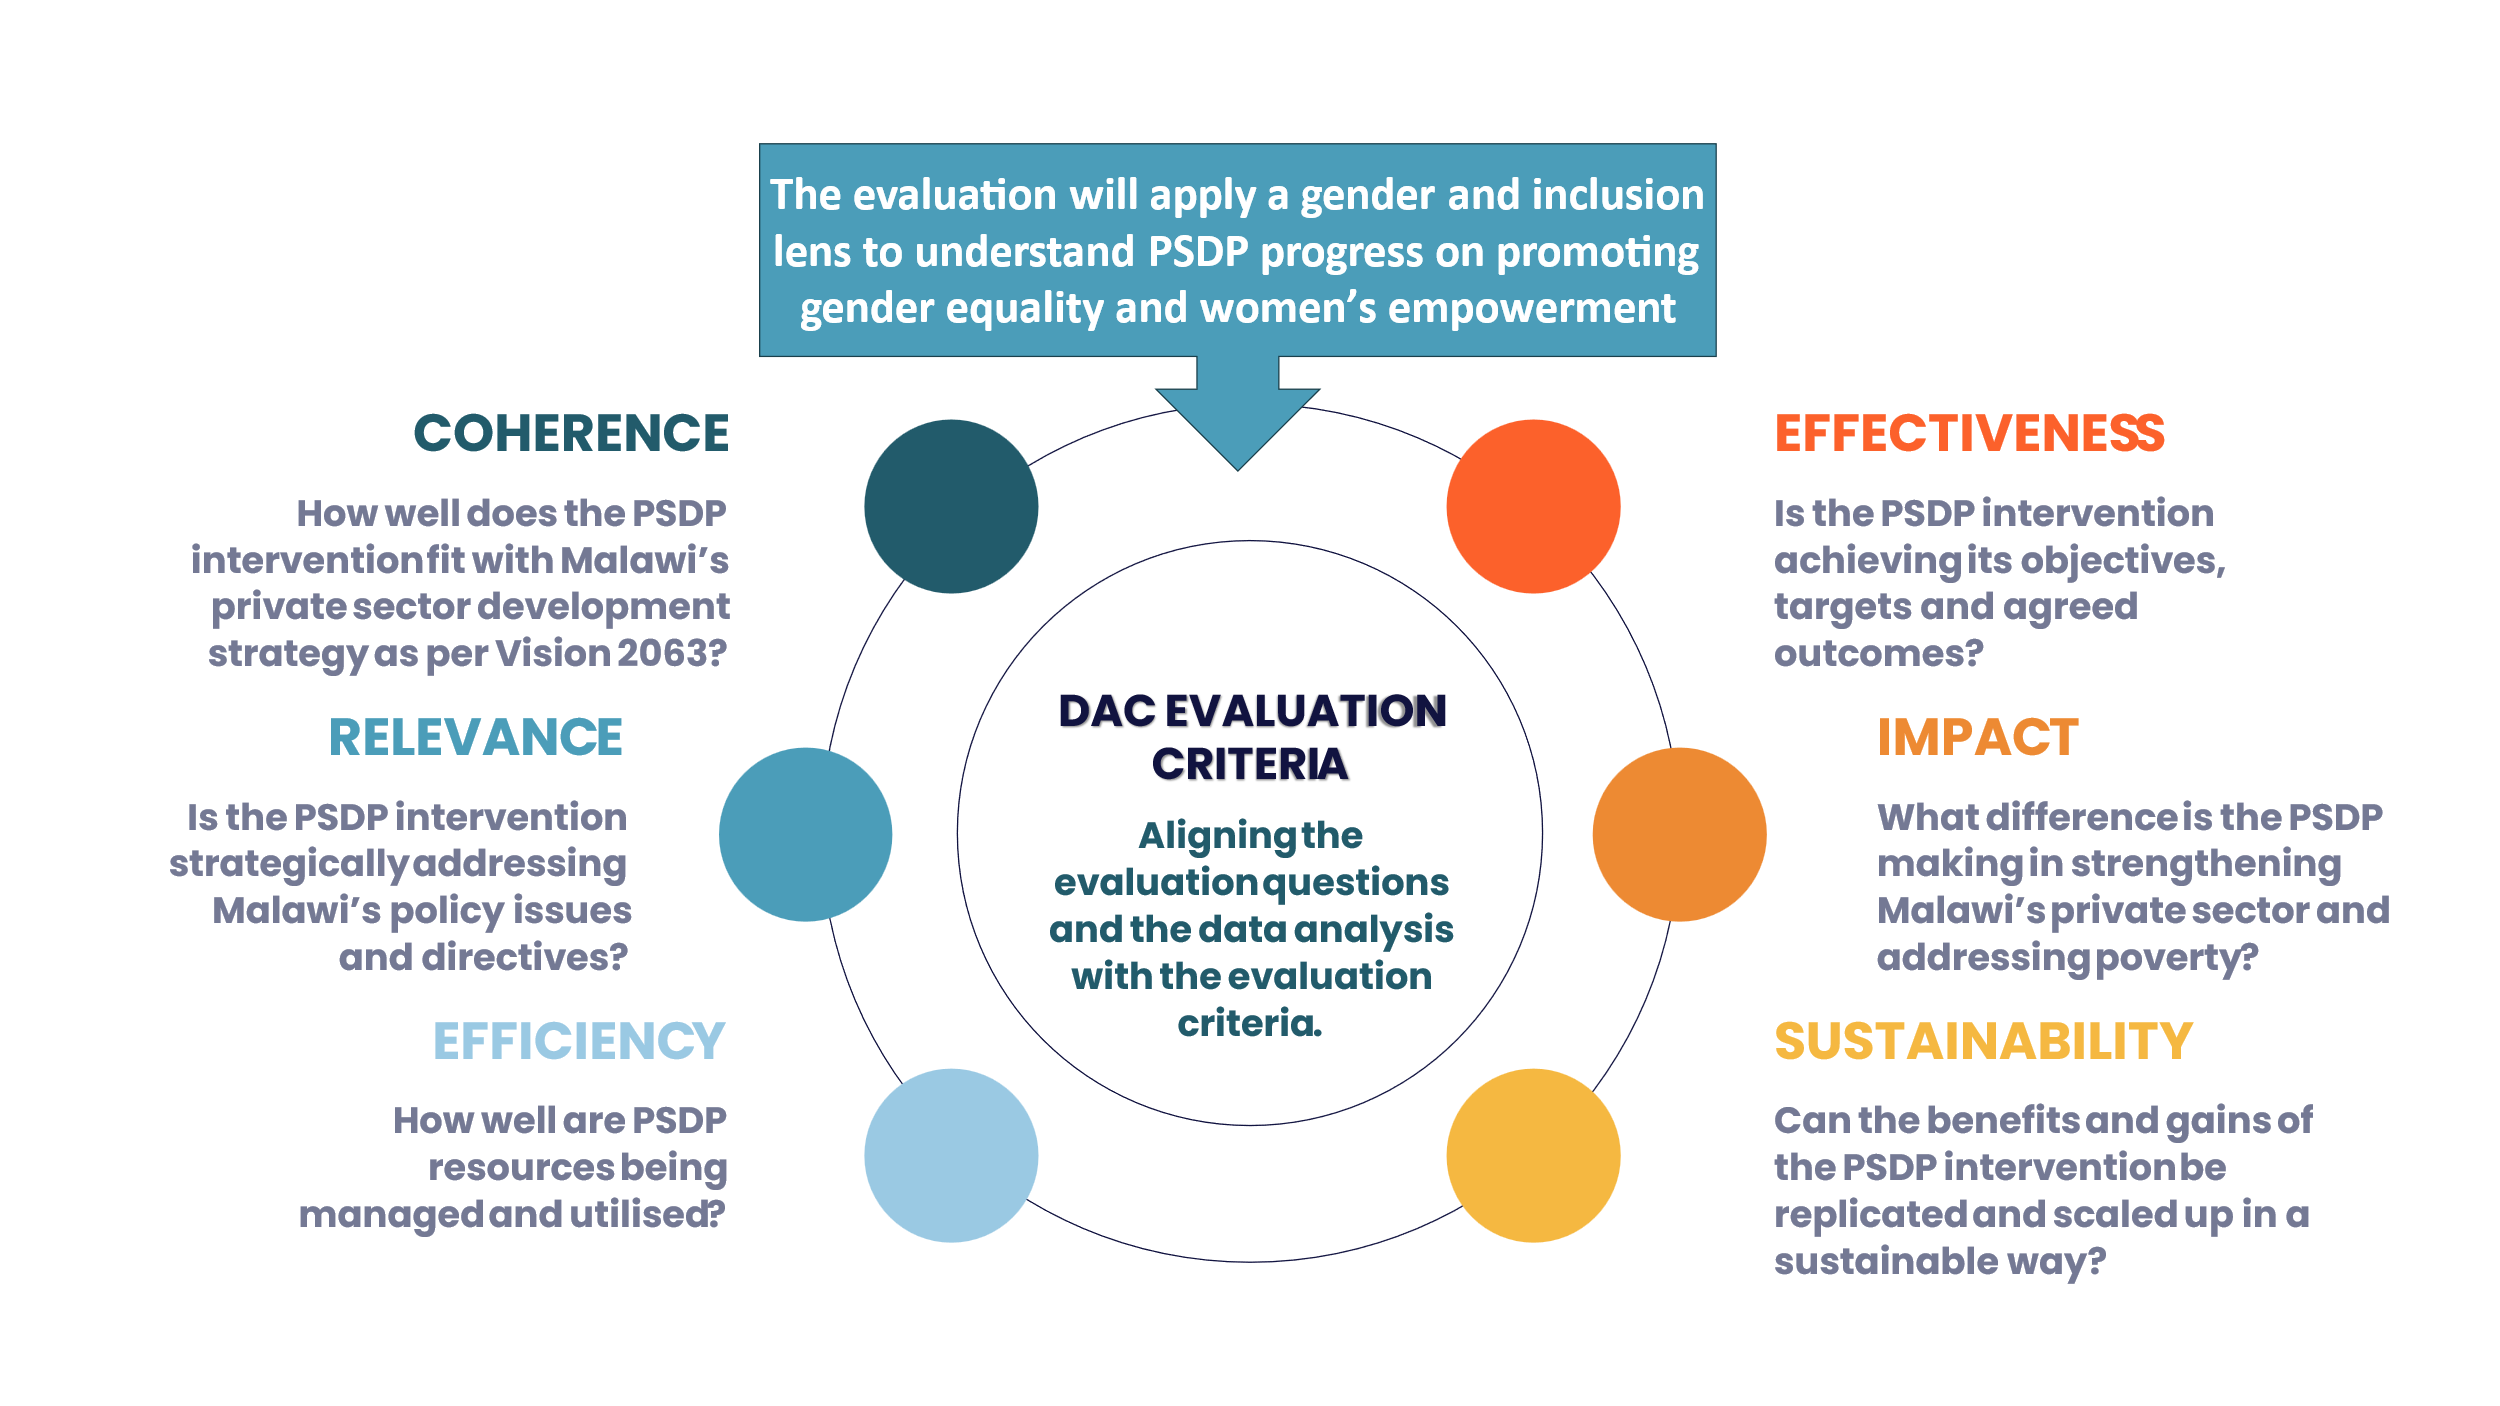 The evaluation will apply a gender and inclusion
lens to understand PSDP progress on promoting
gender equality and women’s empowerment
COHERENCE
How well does the PSDP
intervention fit with Malawi’s
private sector development
strategy as per Vision 2063?
RELEVANCE
Is the PSDP intervention
strategically addressing
Malawi’s policy issues
and directives?
EFFICIENCY
How well are PSDP
resources being
managed and utilised?
DAC EVALUATION
CRITERIA
Aligning the
evaluation questions
and the data analysis
with the evaluation
criteria.
EFFECTIVENESS
Is the PSDP intervention
achieving its objectives,
targets and agreed
outcomes?
IMPACT
What difference is the PSDP
making in strengthening
Malawi’s private sector and
addressing poverty?
SUSTAINABILITY
Can the benefits and gains of
the PSDP intervention be
replicated and scaled up in a
sustainable way?